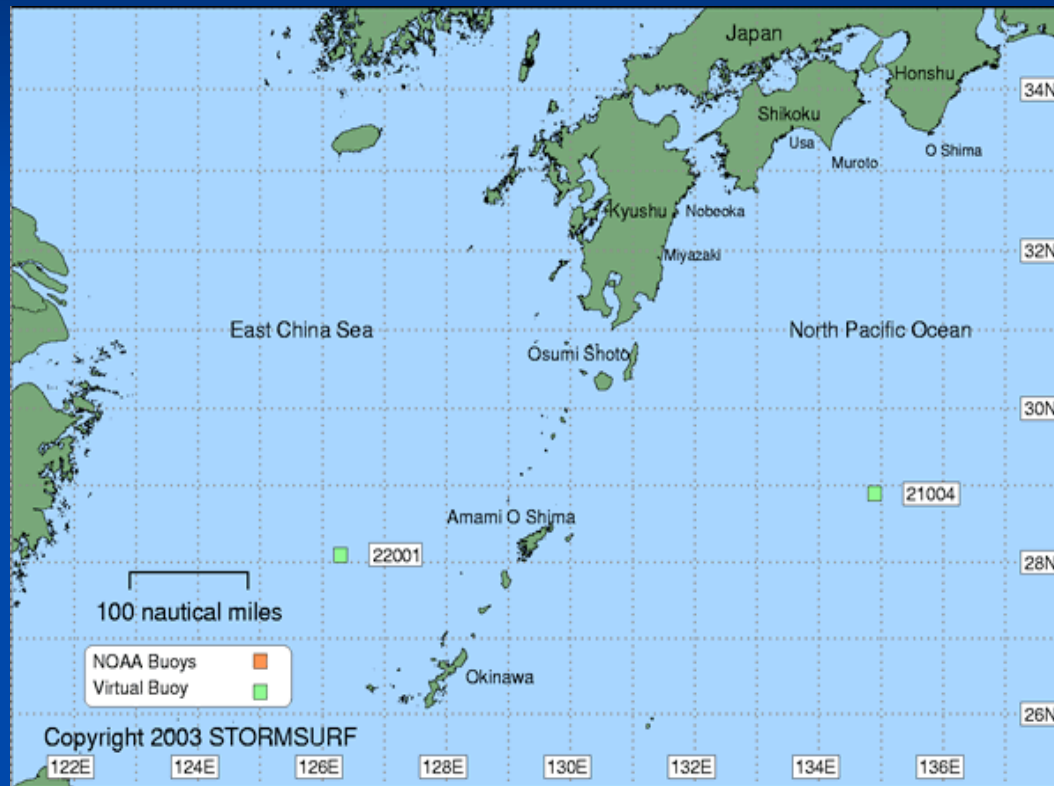 Japan
Honshu
34N
Shikoku
Usa
O Shima
Muroto
Kyushu
Nobeoka
32N
Miyazaki
East China Sea
North Pacific Ocean
Osumi Shoto
30N
21004
Amami O Shima
22001
28N
100 nautical miles
NOAA Buoys
Virtual Buoy
Okinawa
26N
Copyright 2003 STORMSURF
122E
124E
126E
128E
130E
132E
134E
136E